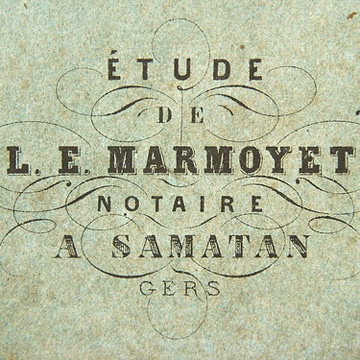 ÉTUDE
DE
L. E. MARMOYET
NOTAIRE
A SAMATAN
GERS